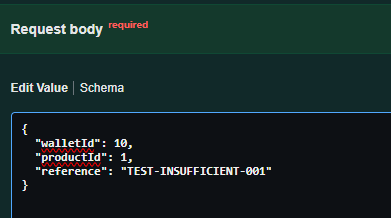 Request body required
Edit Value | Schema
{
  "walletId": 10,
  "productId": 1,
  "reference": "TEST-INSUFFICIENT-001"
}